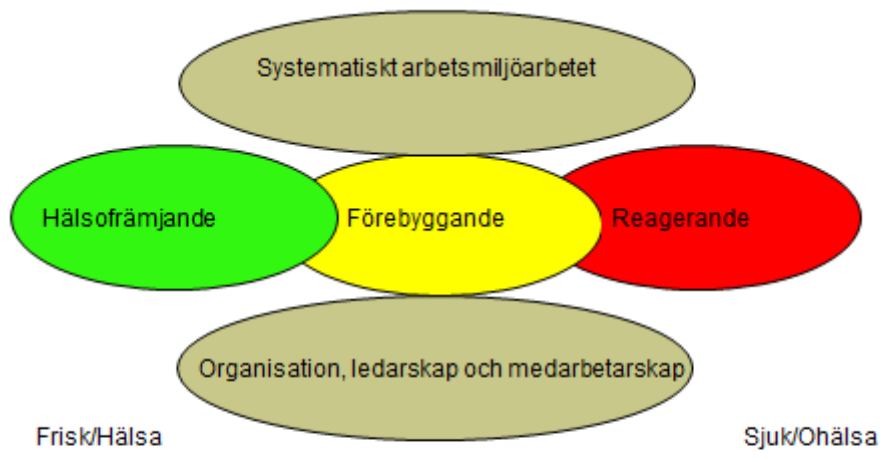 Systematiskt arbetsmiljöarbetet
Hälsofrämjande
Förebyggande
Reagerande
Organisation, ledarskap och medarbetarskap
Frisk/Hälsa
Sjuk/Ohälsa